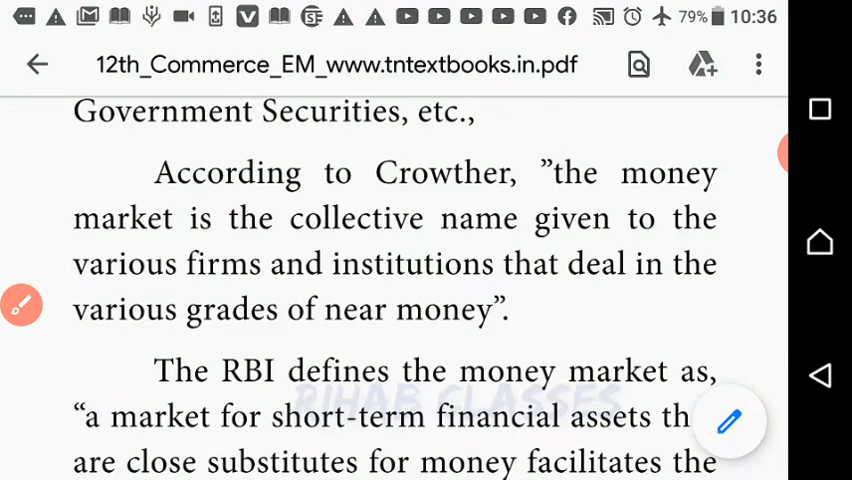 79% 10:36
12th_Commerce_EM_www.tntextbooks.in.pdf
Government Securities, etc.,
According to Crowther, ”the money
market is the collective name given to the
various firms and institutions that deal in the
various grades of near money”.
The RBI defines the money market as,
RIHAB CLASSES
“a market for short-term financial assets th
are close substitutes for money facilitates the